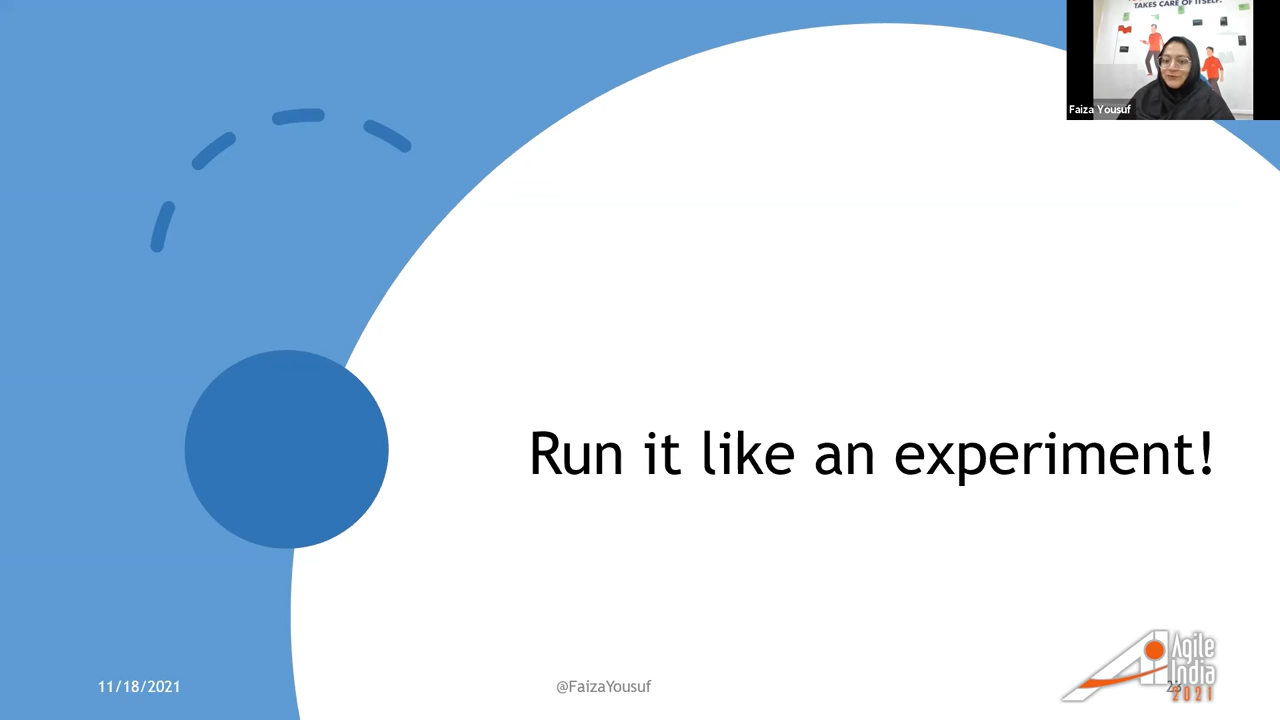 TAKES CARE OF ITSELF.
Faiza Yousuf
Run it like an experiment!
11/18/2021
@FaizaYousuf
Agile
India
2021